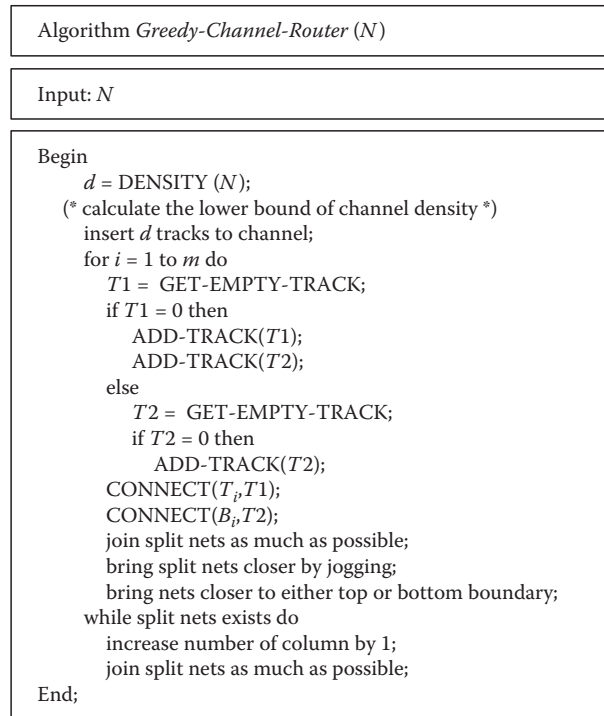 Algorithm Greedy-Channel-Router (N)
Input: N
Begin
d = DENSITY (N);
(* calculate the lower bound of channel density *)
insert d tracks to channel;
for i = 1 to m do
T1 = GET-EMPTY-TRACK;
if T1 = 0 then
ADD-TRACK(T1);
ADD-TRACK(T2);
else
T2 = GET-EMPTY-TRACK;
if T2 = 0 then
ADD-TRACK(T2);
CONNECT(Ti,T1);
CONNECT(Bi,T2);
join split nets as much as possible;
bring split nets closer by jogging;
bring nets closer to either top or bottom boundary;
while split nets exists do
increase number of column by 1;
join split nets as much as possible;
End;